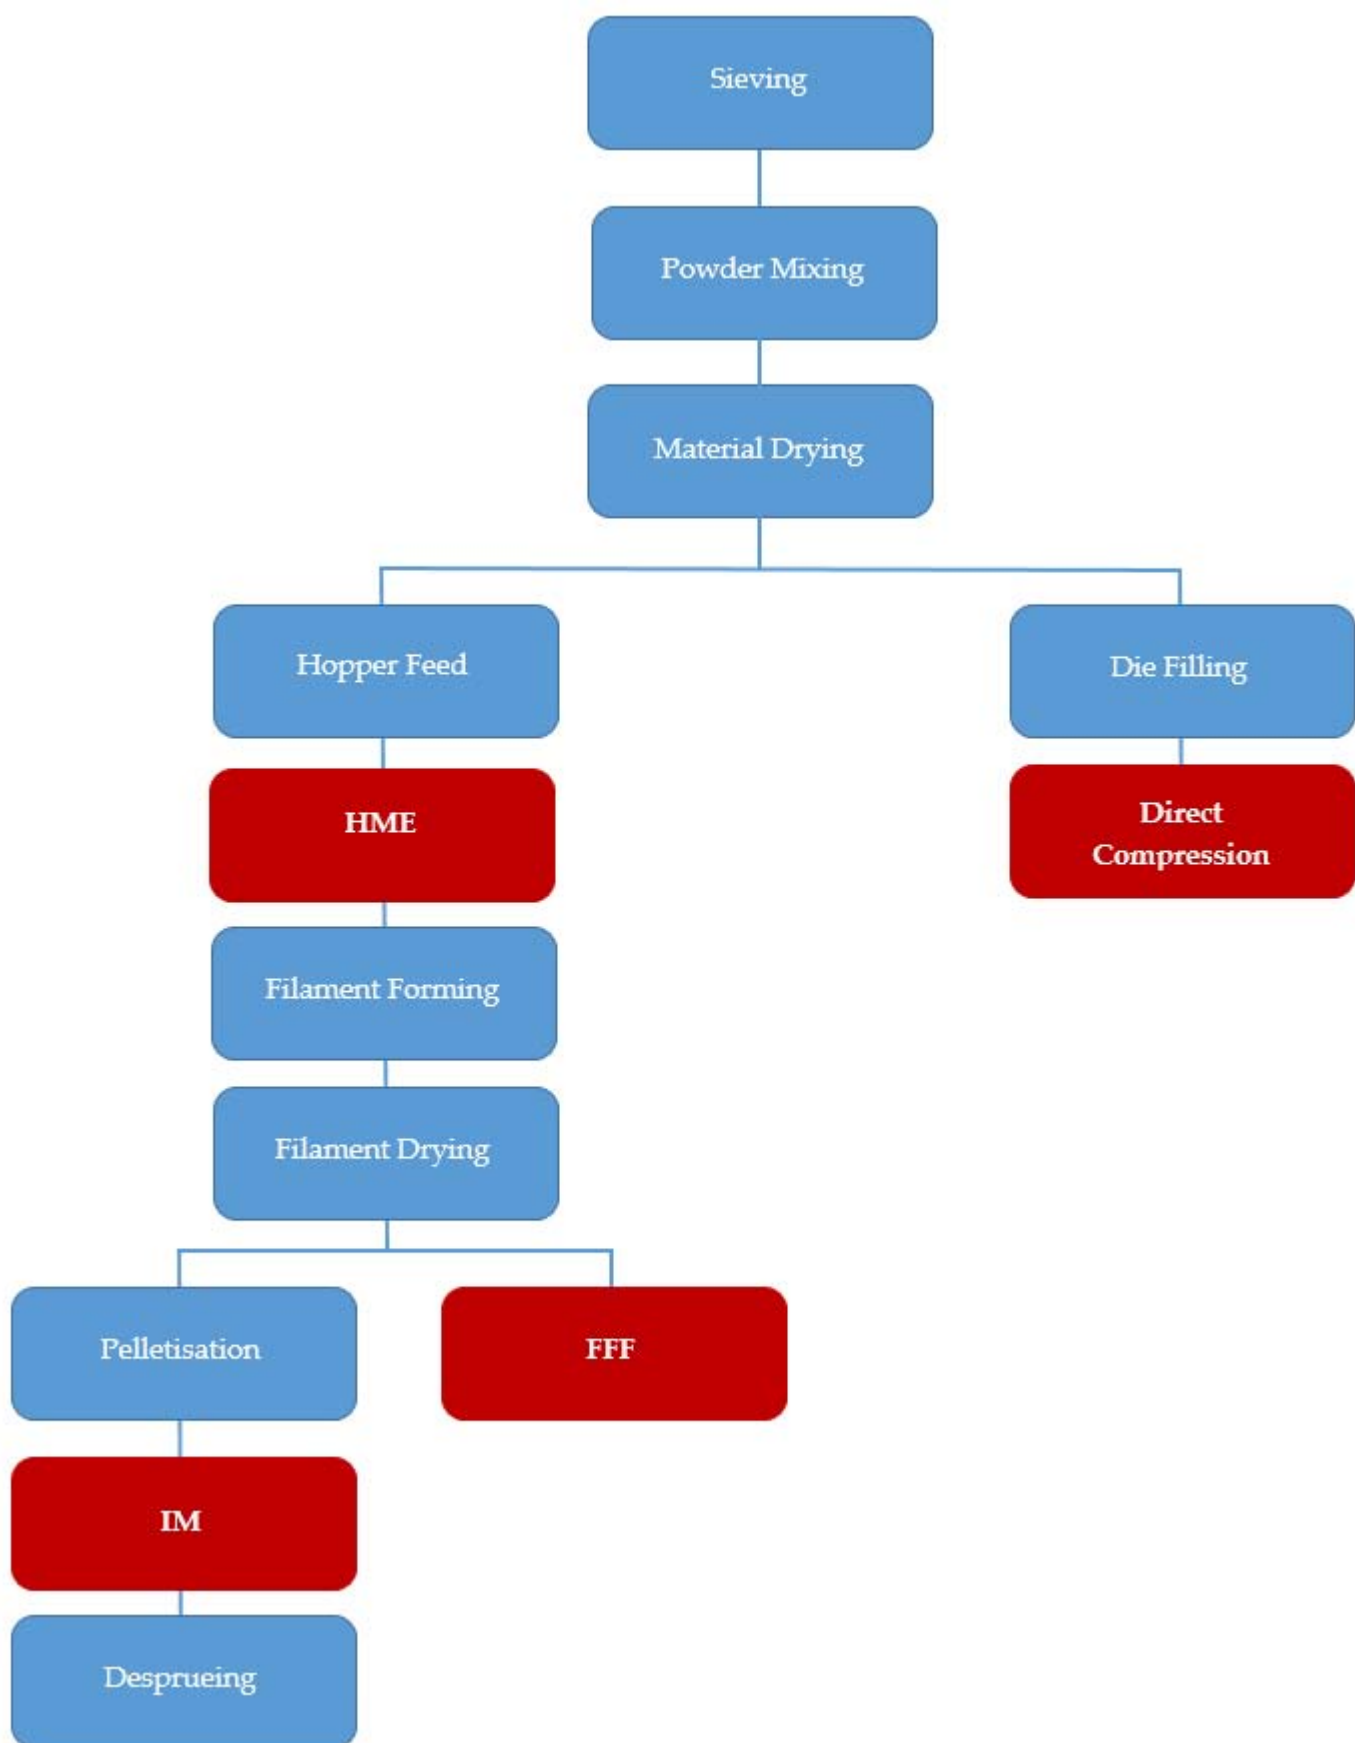 Sieving
Powder Mixing
Material Drying
Hopper Feed
Die Filling
HME
Direct
Compression
Filament Forming
Filament Drying
Pelletisation
FFF
IM
Desprueing